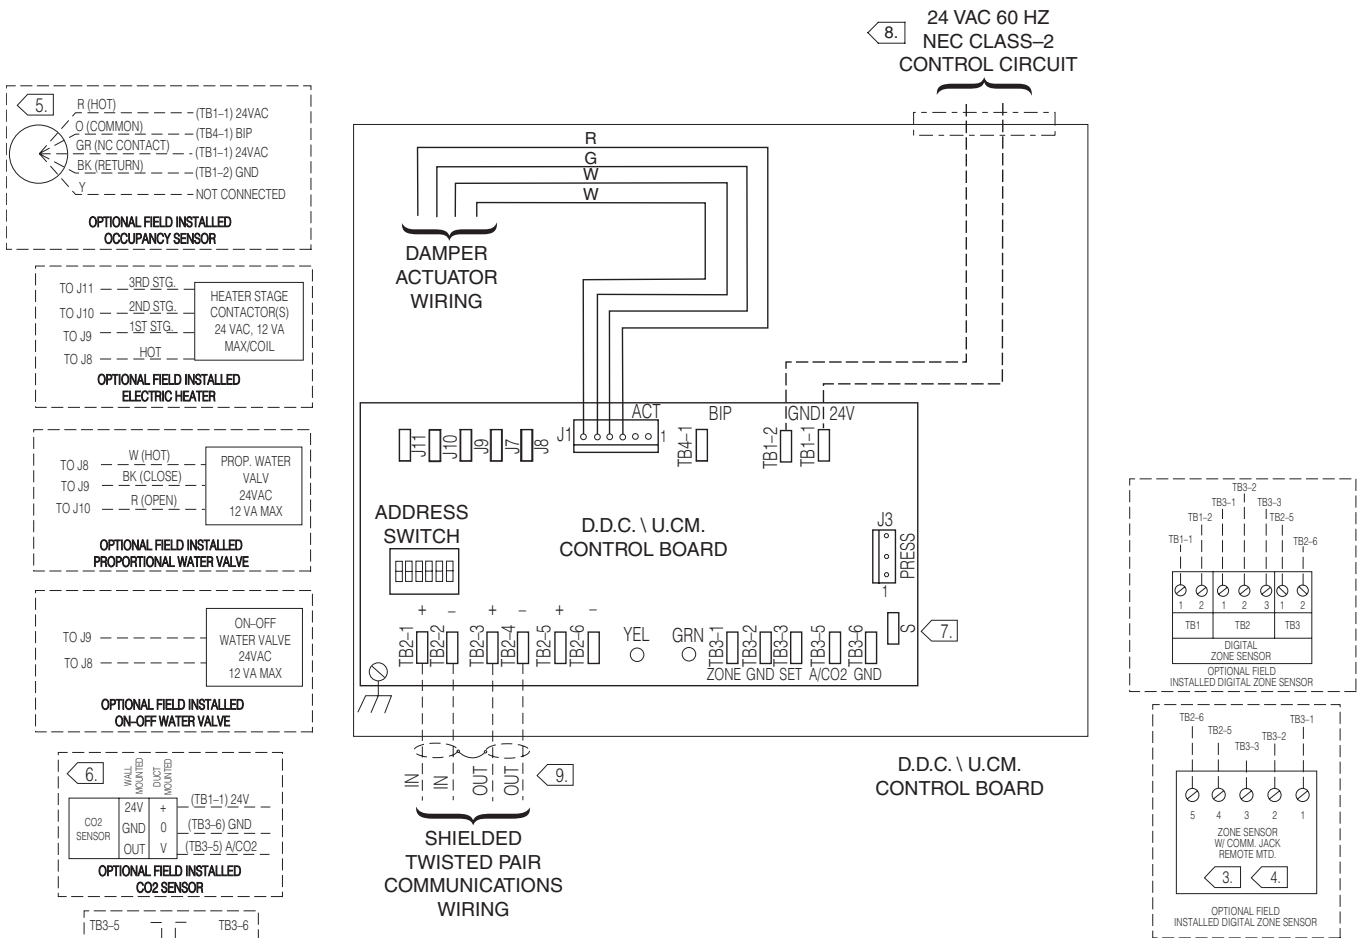 8.
24 VAC 60 HZ
NEC CLASS–2
CONTROL CIRCUIT
5.
R (HOT)
(TB1–1) 24VAC
O (COMMON)
(TB4–1) BIP
GR (NC CONTACT)
(TB1–1) 24VAC
BK (RETURN)
(TB1–2) GND
Y
NOT CONNECTED
OPTIONAL FIELD INSTALLED
OCCUPANCY SENSOR
TO J11
3RD STG.
TO J10
2ND STG.
TO J9
1ST STG.
TO J8
HOT
HEATER STAGE
CONTACTOR(S)
24 VAC, 12 VA
MAX/COIL
OPTIONAL FIELD INSTALLED
ELECTRIC HEATER
TO J8
W (HOT)
TO J9
BK (CLOSE)
TO J10
R (OPEN)
PROP. WATER
VALV
24VAC
12 VA MAX
OPTIONAL FIELD INSTALLED
PROPORTIONAL WATER VALVE
TO J9
TO J8
ON–OFF
WATER VALVE
24VAC
12 VA MAX
OPTIONAL FIELD INSTALLED
ON–OFF WATER VALVE
6.
WALL
MOUNTED
DUCT
MOUNTED
CO2
SENSOR
24V
+
(TB1–1) 24V
GND
0
(TB3–6) GND
OUT
V
(TB3–5) A/CO2
OPTIONAL FIELD INSTALLED
CO2 SENSOR
TB3–5
TB3–6
R
G
W
W
DAMPER
ACTUATOR
WIRING
ACT
BIP
GND
24V
J11
J10
J9
J7
J8
J1
1
TB4–1
TB1–2
TB1–1
ADDRESS
SWITCH
D.D.C. \ U.CM.
CONTROL BOARD
J3
PRESS
1
+
–
+
–
+
–
TB2–1
TB2–2
TB2–3
TB2–4
TB2–5
TB2–6
YEL
GRN
TB3–1
TB3–2
TB3–3
TB3–5
TB3–6
S
7.
ZONE GND SET A/CO2 GND
IN
IN
OUT
OUT
9.
SHIELDED
TWISTED PAIR
COMMUNICATIONS
WIRING
D.D.C. \ U.CM.
CONTROL BOARD
TB3–2
TB3–1
TB3–3
TB1–2
TB2–5
TB1–1
TB2–6
1 2 1 2 3 1 2
TB1
TB2
TB3
DIGITAL
ZONE SENSOR
OPTIONAL FIELD
INSTALLED DIGITAL ZONE SENSOR
TB2–6
TB2–5
TB3–3
TB3–2
TB3–1
5 4 3 2 1
ZONE SENSOR
W/ COMM. JACK
REMOTE MTD.
3.
4.
OPTIONAL FIELD
INSTALLED DIGITAL ZONE SENSOR